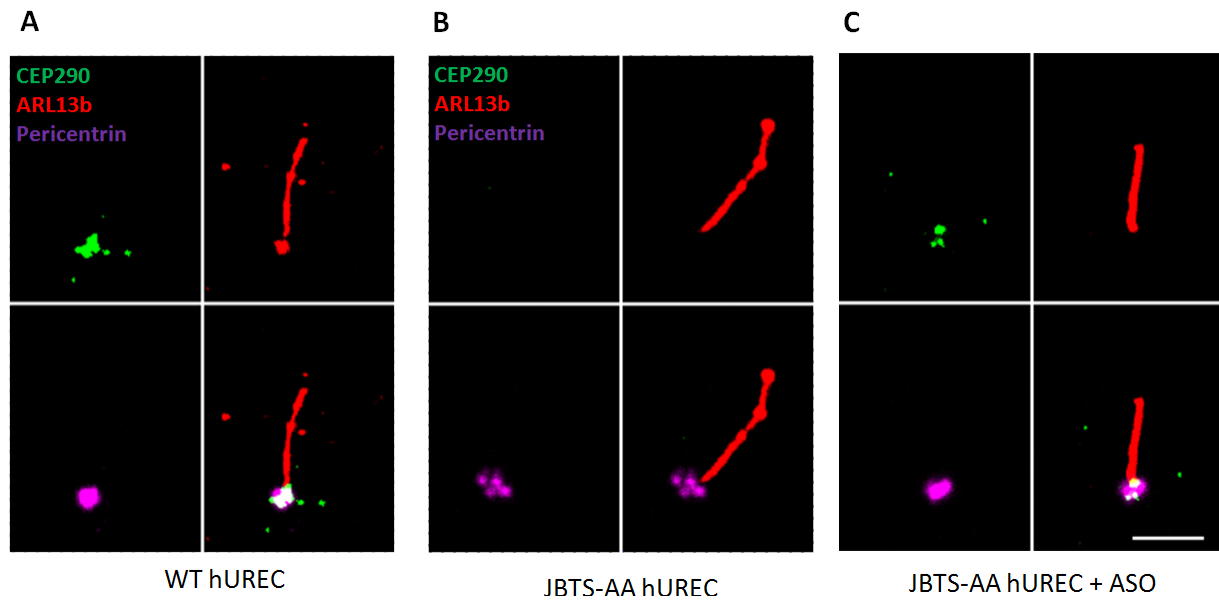 A
B
C
CEP290
ARL13b
Pericentrin
CEP290
ARL13b
Pericentrin
WT hUREC
JBTS-AA hUREC
JBTS-AA hUREC + ASO